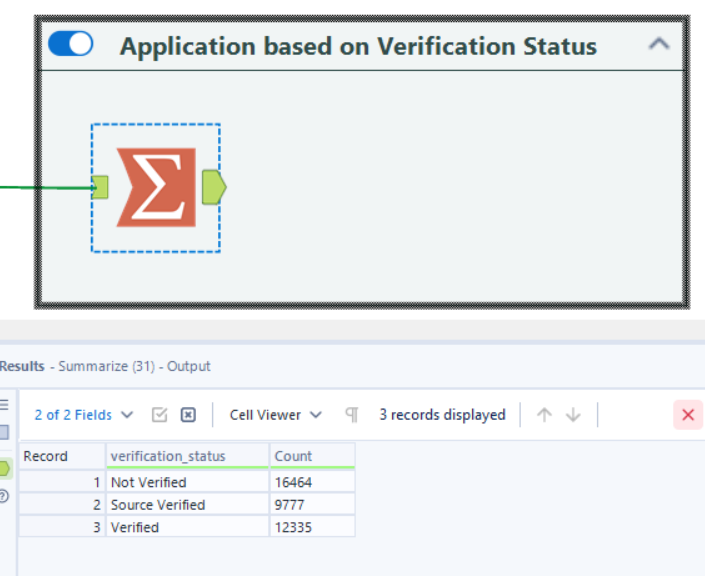 Application based on Verification Status
Σ
Results - Summarize (31) - Output
2 of 2 Fields Cell Viewer 3 records displayed
Record verification_status Count
1 Not Verified 16464
2 Source Verified 9777
3 Verified 12335